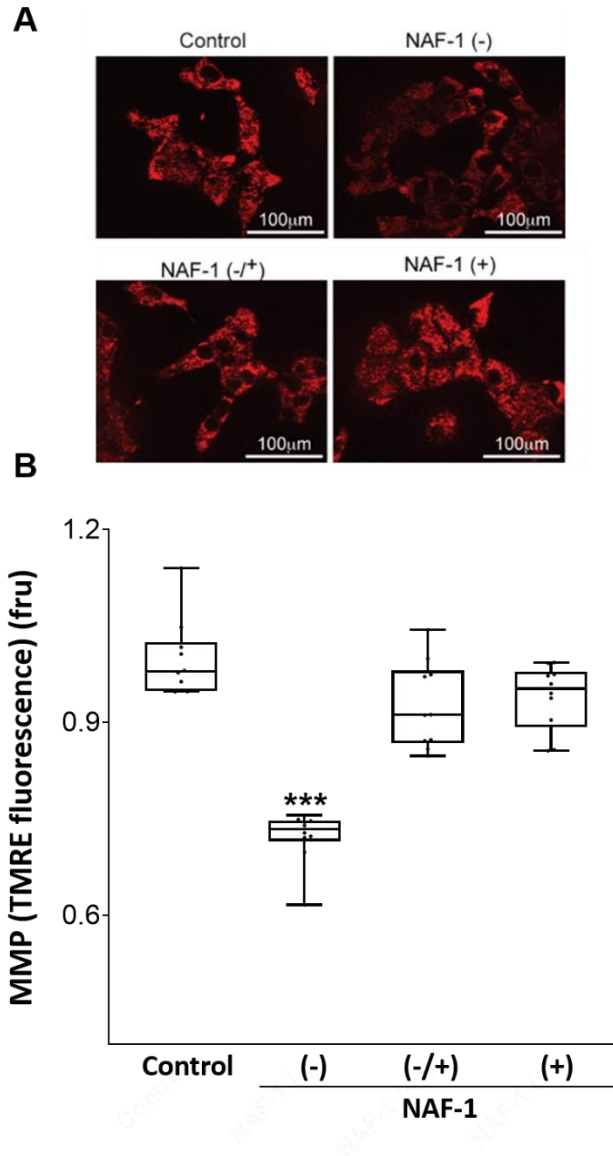 A
Control
NAF-1 (-)
100μm
100μm
NAF-1 (-/+)
NAF-1 (+)
100μm
100μm
B
MMP (TMRE fluorescence) (fru)
1.2
0.9
0.6
***
Control
(-)
(-/+)
(+)
NAF-1